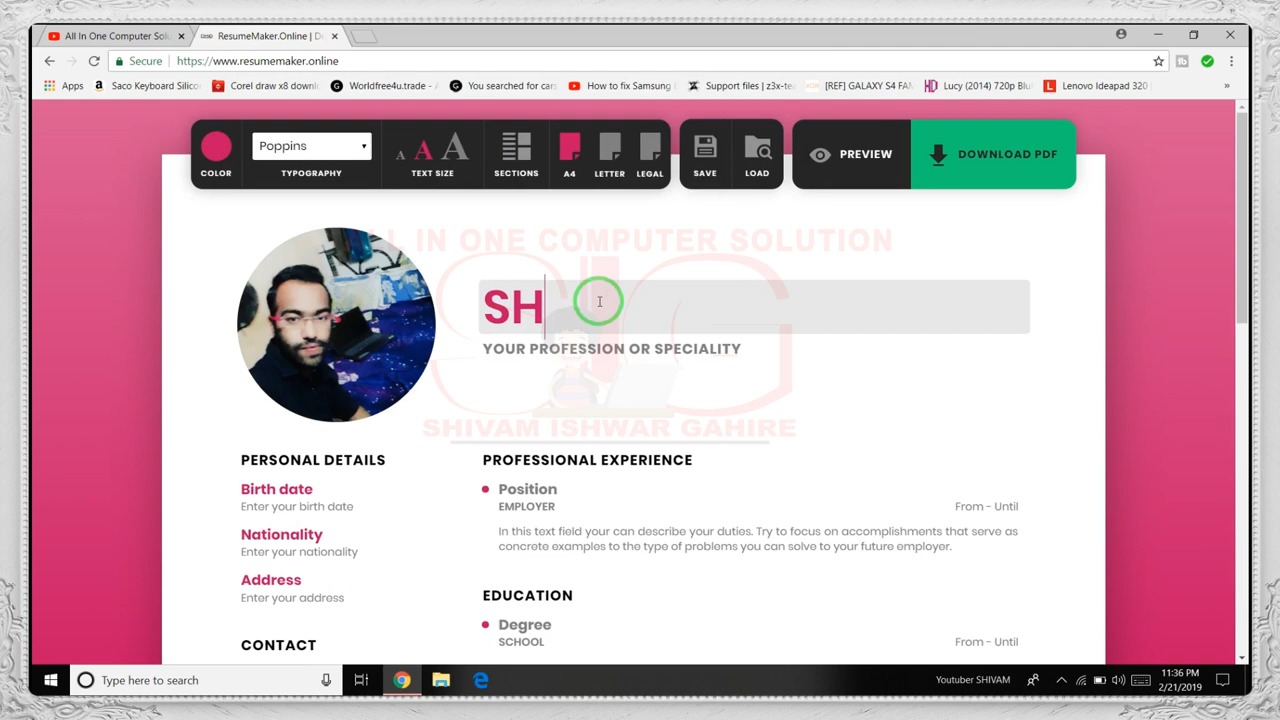 All In One Computer Solu
ResumeMaker.Online | D
Secure
https://www.resumemaker.online
Apps
Saco Keyboard Silico
Corel draw x8 downl
Worldfree4u.trade -
You searched for cars
How to fix Samsung
Support files | z3x-te
[REF] GALAXY S4 FA
Lucy (2014) 720p Blu
Lenovo Ideapad 320
Poppins
COLOR
TYPOGRAPHY
A A A
TEXT SIZE
SECTIONS
A4
LETTER
LEGAL
SAVE
LOAD
PREVIEW
DOWNLOAD PDF
ALL IN ONE COMPUTER SOLUTION
SH
YOUR PROFESSION OR SPECIALITY
SHIVAM SHWAR GAHIRE
PERSONAL DETAILS
Birth date
Enter your birth date
Nationality
Enter your nationality
Address
Enter your address
CONTACT
PROFESSIONAL EXPERIENCE
Position
EMPLOYER
From - Until
In this text field your can describe your duties. Try to focus on accomplishments that serve as
concrete examples to the type of problems you can solve to your future employer.
EDUCATION
Degree
SCHOOL
From - Until
Type here to search
Youtuber SHIVAM
11:36 PM
2/21/2019